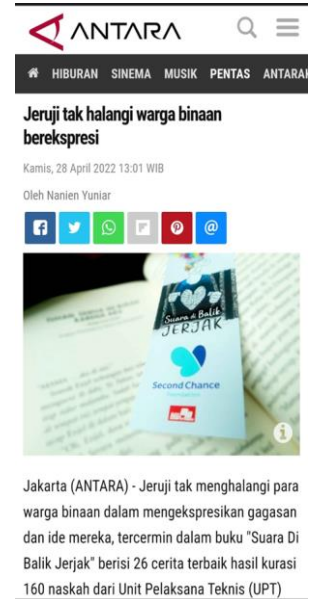 ANTARA
HIBURAN SINEMA MUSIK PENTAS ANTARA
Jeruji tak halangi warga binaan
berekspresi
Kamis, 28 April 2022 13:01 WIB
Oleh Nanien Yuniar
Suara di Balik
JERJAK
Second Chance
Jakarta (ANTARA) - Jeruji tak menghalangi para
warga binaan dalam mengekspresikan gagasan
dan ide mereka, tercermin dalam buku "Suara Di
Balik Jerjak" berisi 26 cerita terbaik hasil kurasi
160 naskah dari Unit Pelaksana Teknis (UPT)